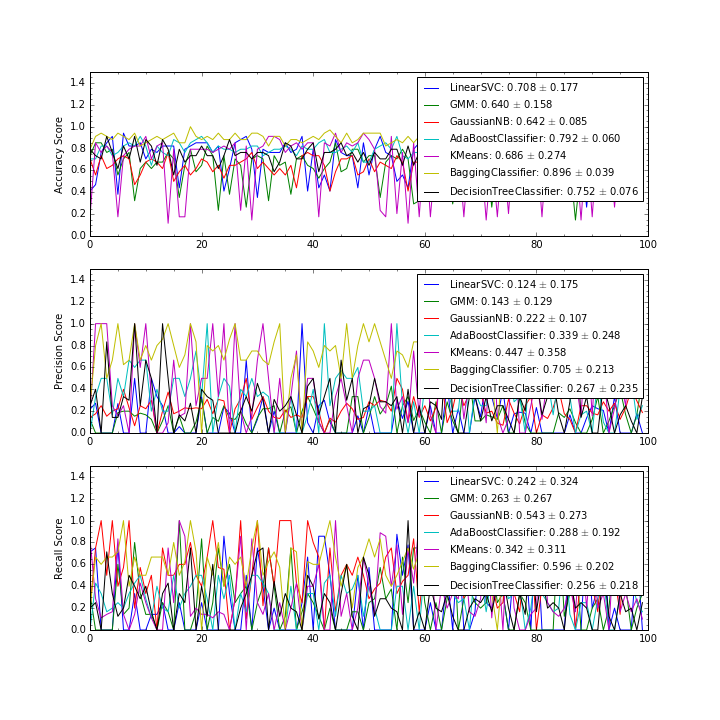 1.4
1.2
1.0
0.8
0.6
0.4
0.2
0.0
Accuracy Score
LinearSVC: 0.708 ± 0.177
GMM: 0.640 ± 0.158
GaussianNB: 0.642 ± 0.085
AdaBoostClassifier: 0.792 ± 0.060
KMeans: 0.686 ± 0.274
BaggingClassifier: 0.896 ± 0.039
DecisionTreeClassifier: 0.752 ± 0.076
0 20 40 60 80 100
1.4
1.2
1.0
0.8
0.6
0.4
0.2
0.0
Precision Score
LinearSVC: 0.124 ± 0.175
GMM: 0.143 ± 0.129
GaussianNB: 0.222 ± 0.107
AdaBoostClassifier: 0.339 ± 0.248
KMeans: 0.447 ± 0.358
BaggingClassifier: 0.705 ± 0.213
DecisionTreeClassifier: 0.267 ± 0.235
0 20 40 60 80 100
1.4
1.2
1.0
0.8
0.6
0.4
0.2
0.0
Recall Score
LinearSVC: 0.242 ± 0.324
GMM: 0.263 ± 0.267
GaussianNB: 0.543 ± 0.273
AdaBoostClassifier: 0.288 ± 0.192
KMeans: 0.342 ± 0.311
BaggingClassifier: 0.596 ± 0.202
DecisionTreeClassifier: 0.256 ± 0.218
0 20 40 60 80 100